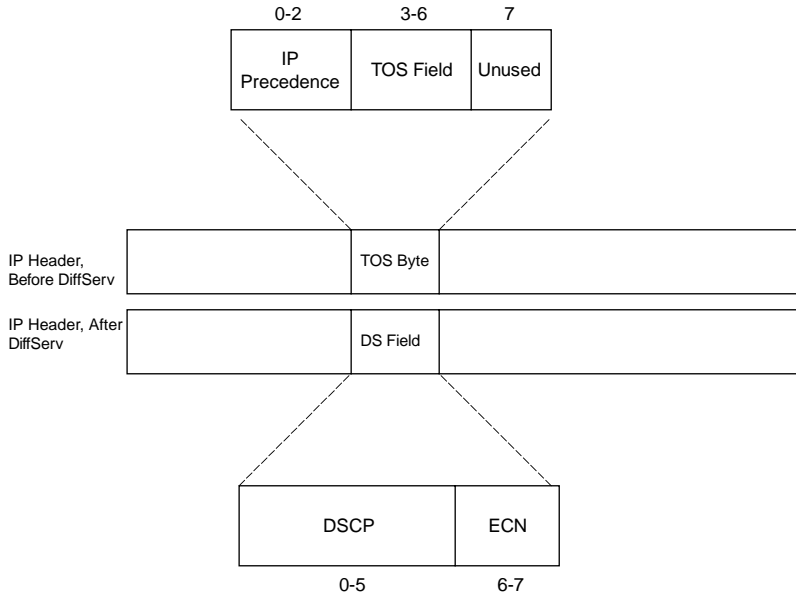 0-2
3-6
7
IP
Precedence
TOS Field
Unused
IP Header,
Before DiffServ
TOS Byte
IP Header, After
DiffServ
DS Field
DSCP
ECN
0-5
6-7